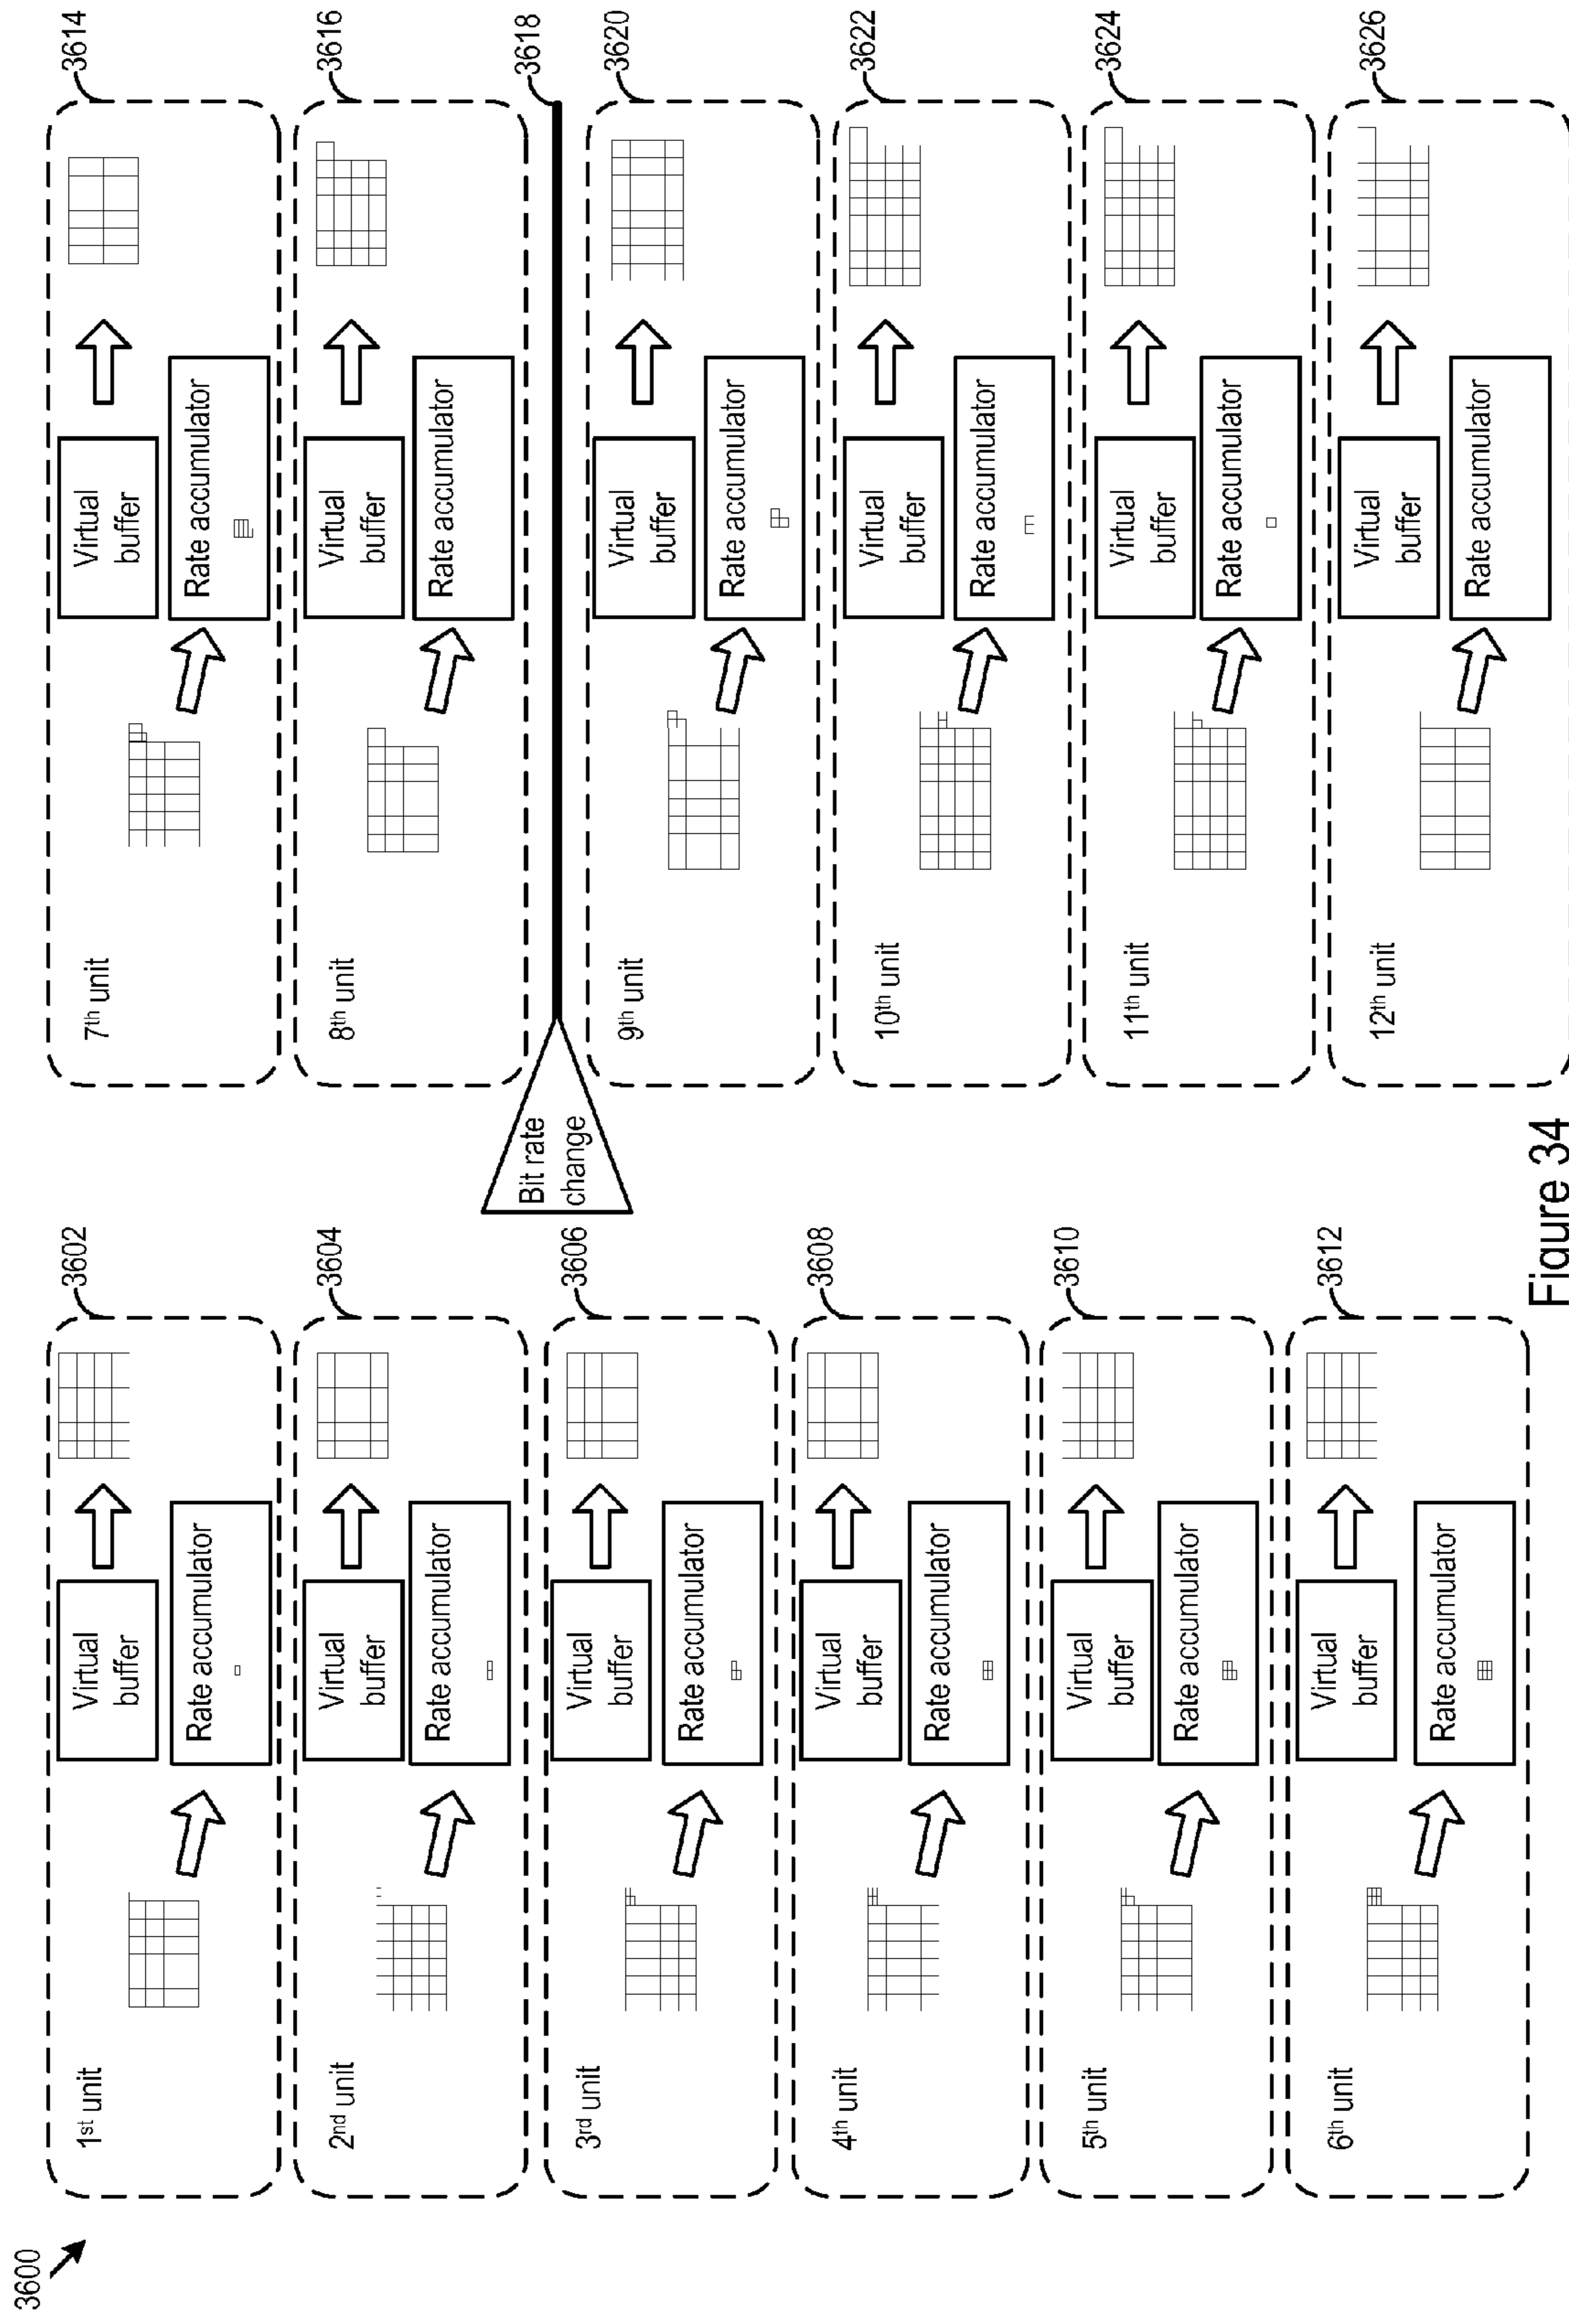 3600
3602
1st unit
Virtual
buffer
Rate accumulator
3604
2nd unit
Virtual
buffer
Rate accumulator
3606
3rd unit
Virtual
buffer
Rate accumulator
3608
4th unit
Virtual
buffer
Rate accumulator
3610
5th unit
Virtual
buffer
Rate accumulator
3612
6th unit
Virtual
buffer
Rate accumulator
3614
7th unit
Virtual
buffer
Rate accumulator
3616
8th unit
Virtual
buffer
Rate accumulator
3618
Bit rate
change
3620
9th unit
Virtual
buffer
Rate accumulator
3622
10th unit
Virtual
buffer
Rate accumulator
3624
11th unit
Virtual
buffer
Rate accumulator
3626
12th unit
Virtual
buffer
Rate accumulator
Figure 34